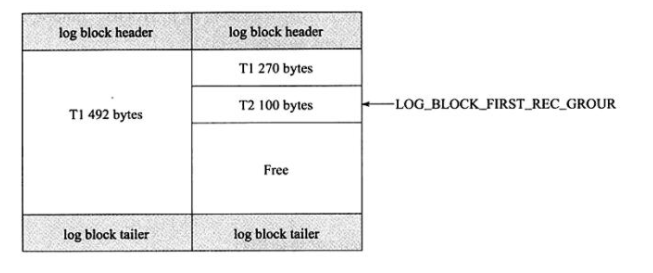 log block header
log block header
T1 270 bytes
T2 100 bytes
LOG_BLOCK_FIRST_REC_GROUR
T1 492 bytes
Free
log block tailer
log block tailer